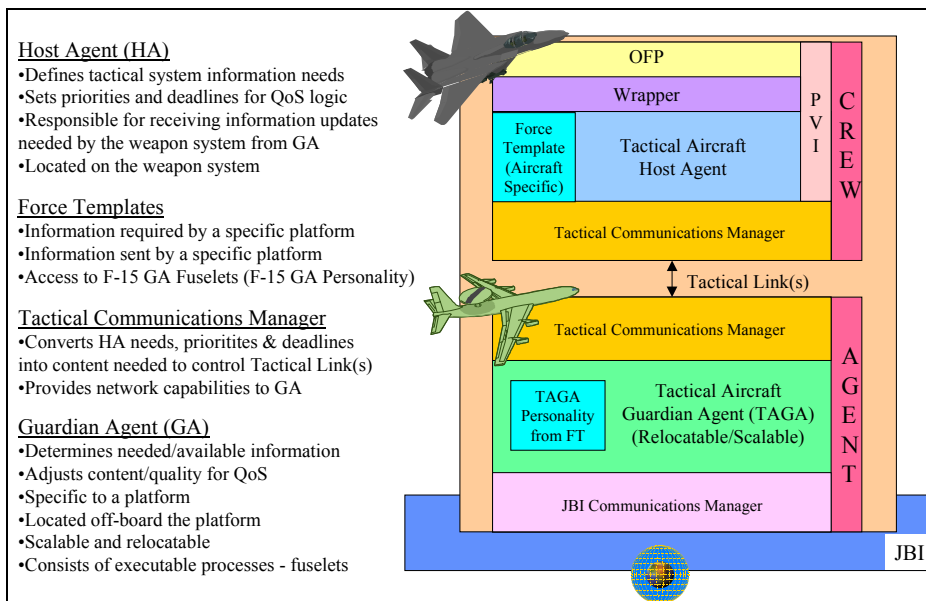 Host Agent (HA)
•Defines tactical system information needs
•Sets priorities and deadlines for QoS logic
•Responsible for receiving information updates
needed by the weapon system from GA
•Located on the weapon system
Force Templates
•Information required by a specific platform
•Information sent by a specific platform
•Access to F-15 GA Fuselets (F-15 GA Personality)
Tactical Communications Manager
•Converts HA needs, prioritites & deadlines
into content needed to control Tactical Link(s)
•Provides network capabilities to GA
Guardian Agent (GA)
•Determines needed/available information
•Adjusts content/quality for QoS
•Specific to a platform
•Located off-board the platform
•Scalable and relocatable
•Consists of executable processes - fuselets
OFP
Wrapper
Force
Template
(Aircraft
Specific)
Tactical Aircraft
Host Agent
PVI
CREW
Tactical Communications Manager
Tactical Link(s)
Tactical Communications Manager
TAGA
Personality
from FT
Tactical Aircraft
Guardian Agent (TAGA)
(Relocatable/Scalable)
AGENT
JBI Communications Manager
JBI